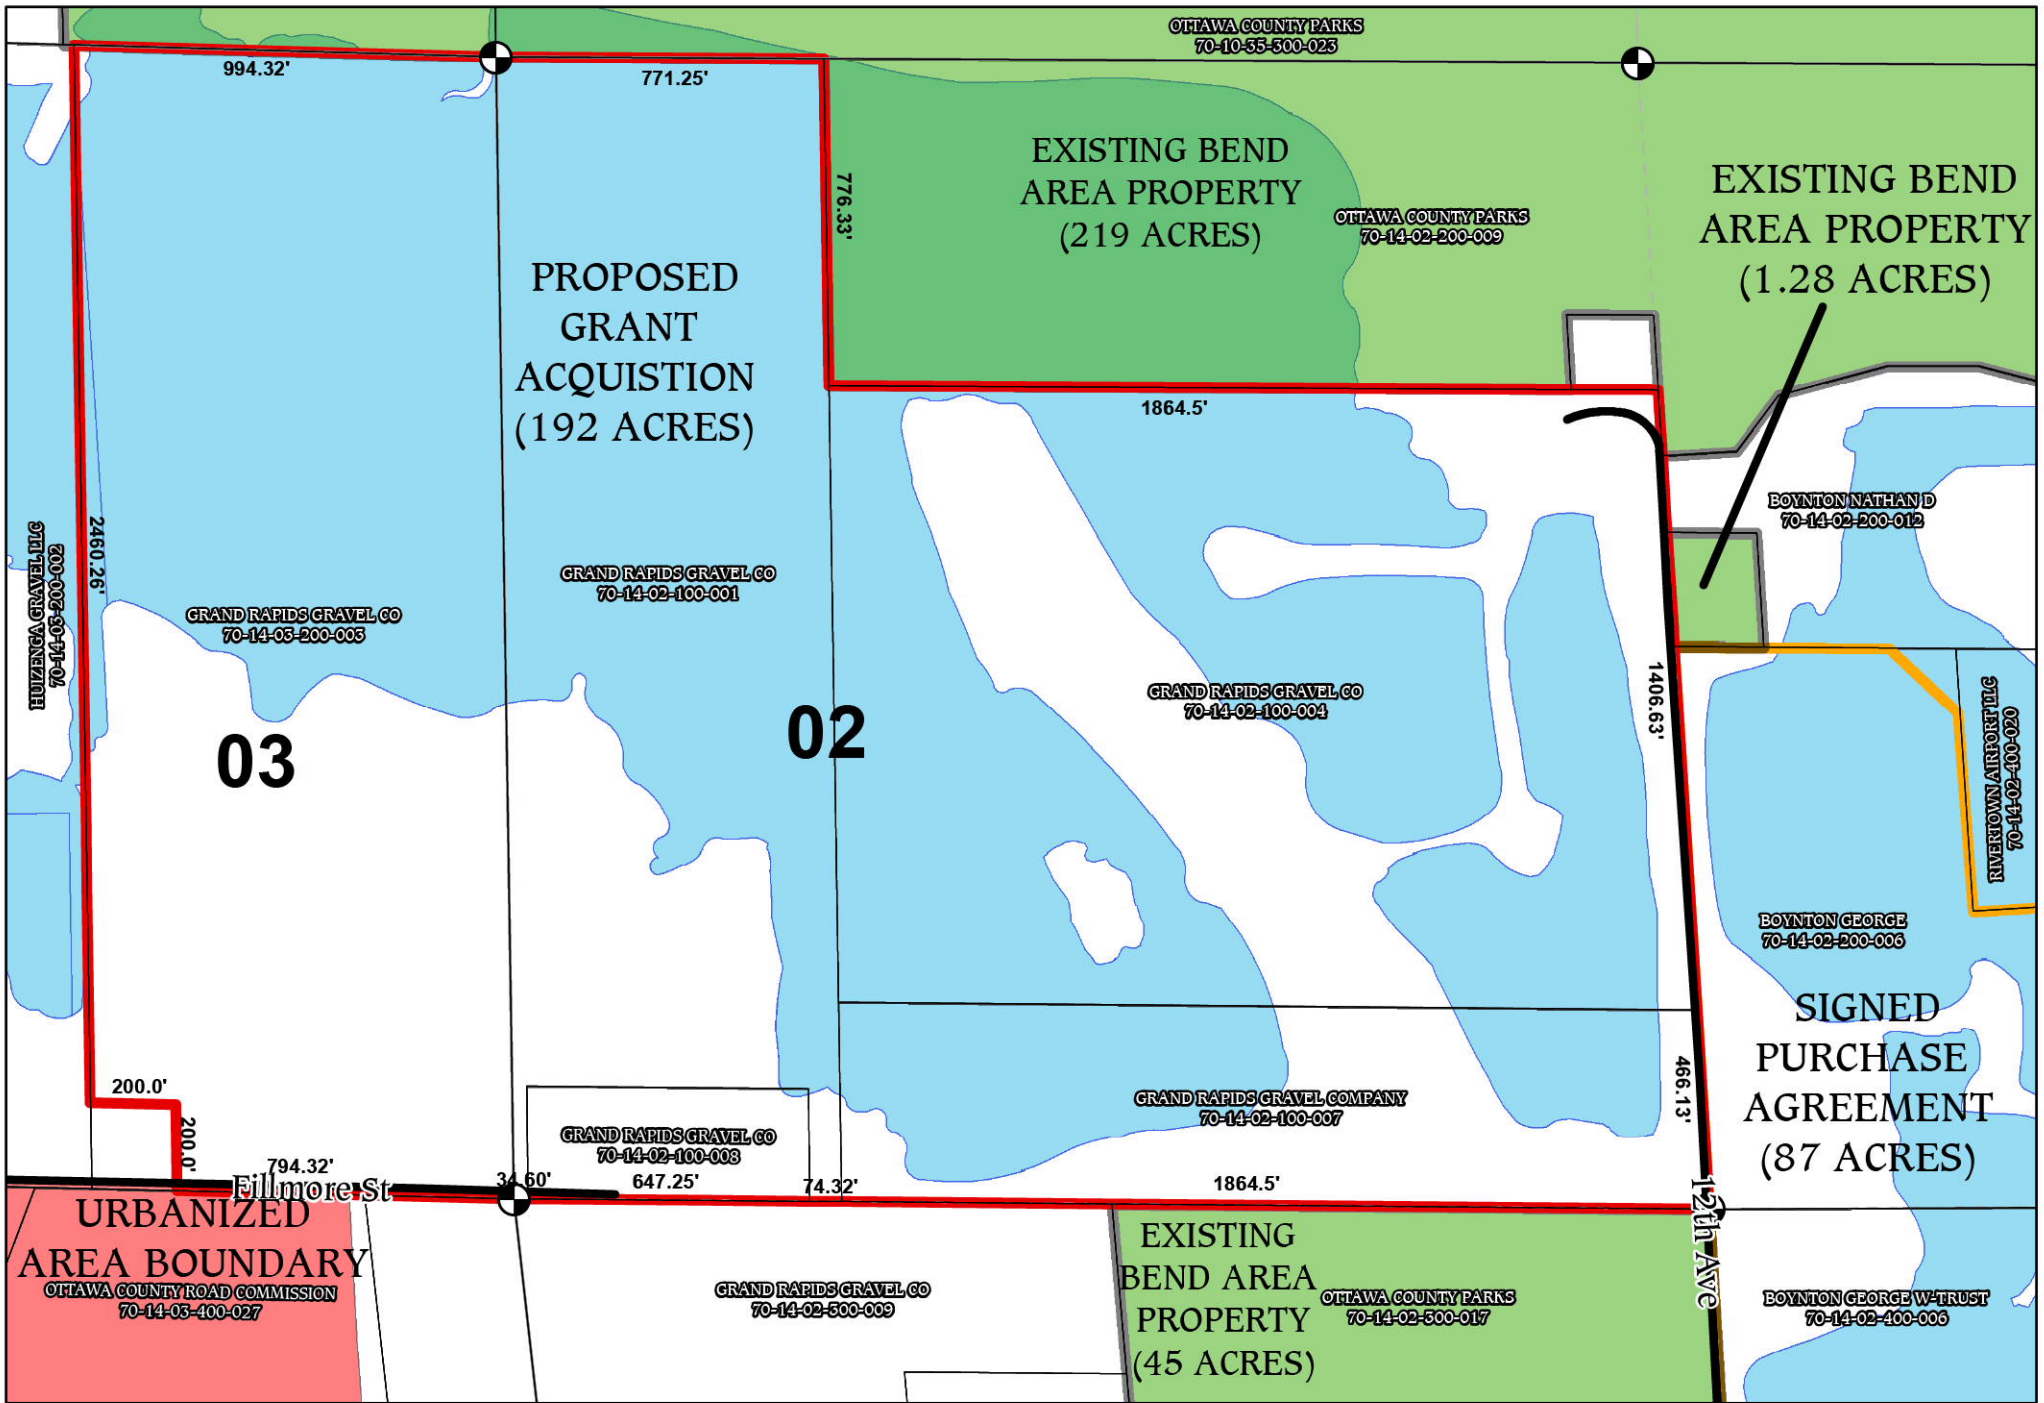 OTTAWA COUNTY PARKS
70-10-35-300-023
994.32'
771.25'
776.33'
EXISTING BEND
AREA PROPERTY
(219 ACRES)
OTTAWA COUNTY PARKS
70-14-02-200-009
EXISTING BEND
AREA PROPERTY
(1.28 ACRES)
PROPOSED
GRANT
ACQUISTION
(192 ACRES)
1864.5'
BOYNTON NATHAN D
70-14-02-200-012
HUIZENGA GRAVEL LLC
70-14-03-200-002
2460.26'
GRAND RAPIDS GRAVEL CO
70-14-03-200-003
GRAND RAPIDS GRAVEL CO
70-14-02-100-001
GRAND RAPIDS GRAVEL CO
70-14-02-100-004
1406.63'
RIVERTOWN AIRPORT LLC
70-14-02-400-020
03
02
BOYNTON GEORGE
70-14-02-200-006
SIGNED
PURCHASE
AGREEMENT
(87 ACRES)
466.13'
200.0'
200.0'
GRAND RAPIDS GRAVEL COMPANY
70-14-02-100-007
GRAND RAPIDS GRAVEL CO
70-14-02-100-008
794.32'
34.60'
647.25'
74.32'
1864.5'
Fillmore St
12th Ave
URBANIZED
AREA BOUNDARY
OTTAWA COUNTY ROAD COMMISSION
70-14-03-400-027
GRAND RAPIDS GRAVEL CO
70-14-02-300-009
EXISTING
BEND AREA
PROPERTY
(45 ACRES)
OTTAWA COUNTY PARKS
70-14-02-300-017
BOYNTON GEORGE W-TRUST
70-14-02-400-006